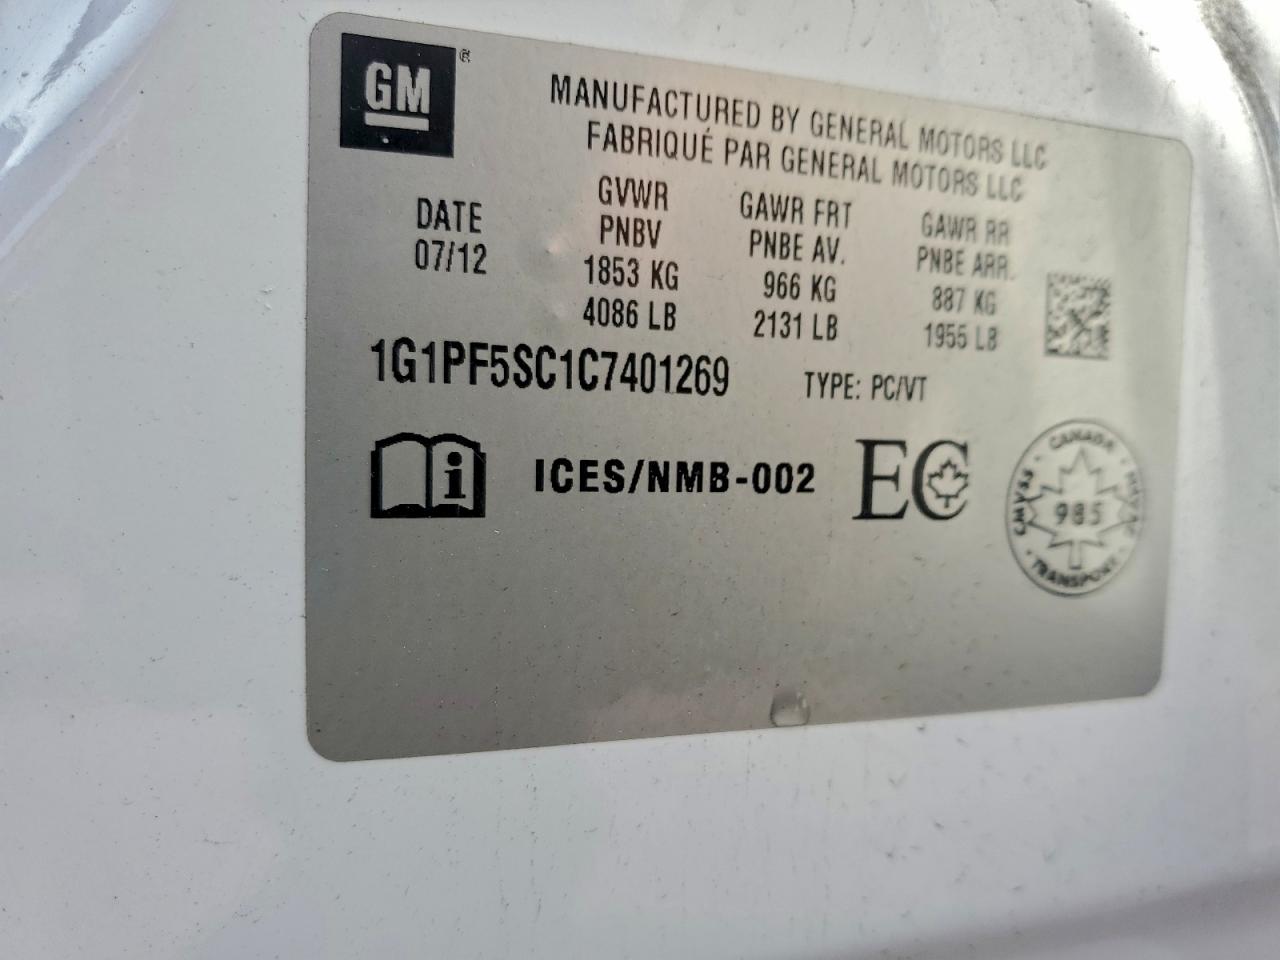 GM
MANUFACTURED BY GENERAL MOTORS LLC
FABRIQUÉ PAR GENERAL MOTORS LLC
DATE
07/12
GVWR
PNBV
1853 KG
4086 LB
GAWR FRT
PNBE AV.
966 KG
2131 LB
GAWR RR
PNBE ARR.
887 KG
1955 LB
1G1PF5SC1C7401269
TYPE: PC/VT
i
ICES/NMB-002
EC
CANADA
CMVSS
985
TRANSPORT